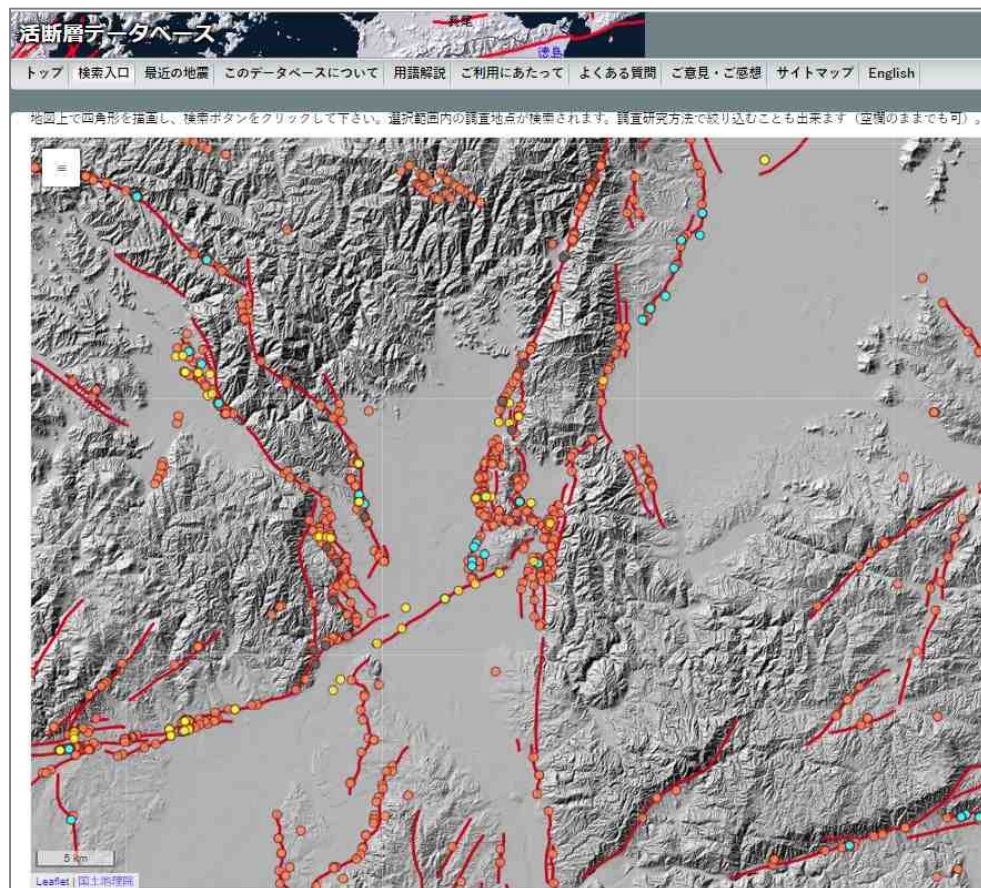 活断層データベース
長尾
徳島
トップ 検索入口 最近の地震 このデータベースについて 用語解説 ご利用にあたって よくある質問 ご意見・ご感想 サイトマップ English
地図上で四角形を描画し、検索ボタンをクリックして下さい。選択範囲内の調査地点が検索されます。調査研究方法で絞り込むことも出来ます（空欄のままでも可）。
5 km
Leaflet | 国土地理院